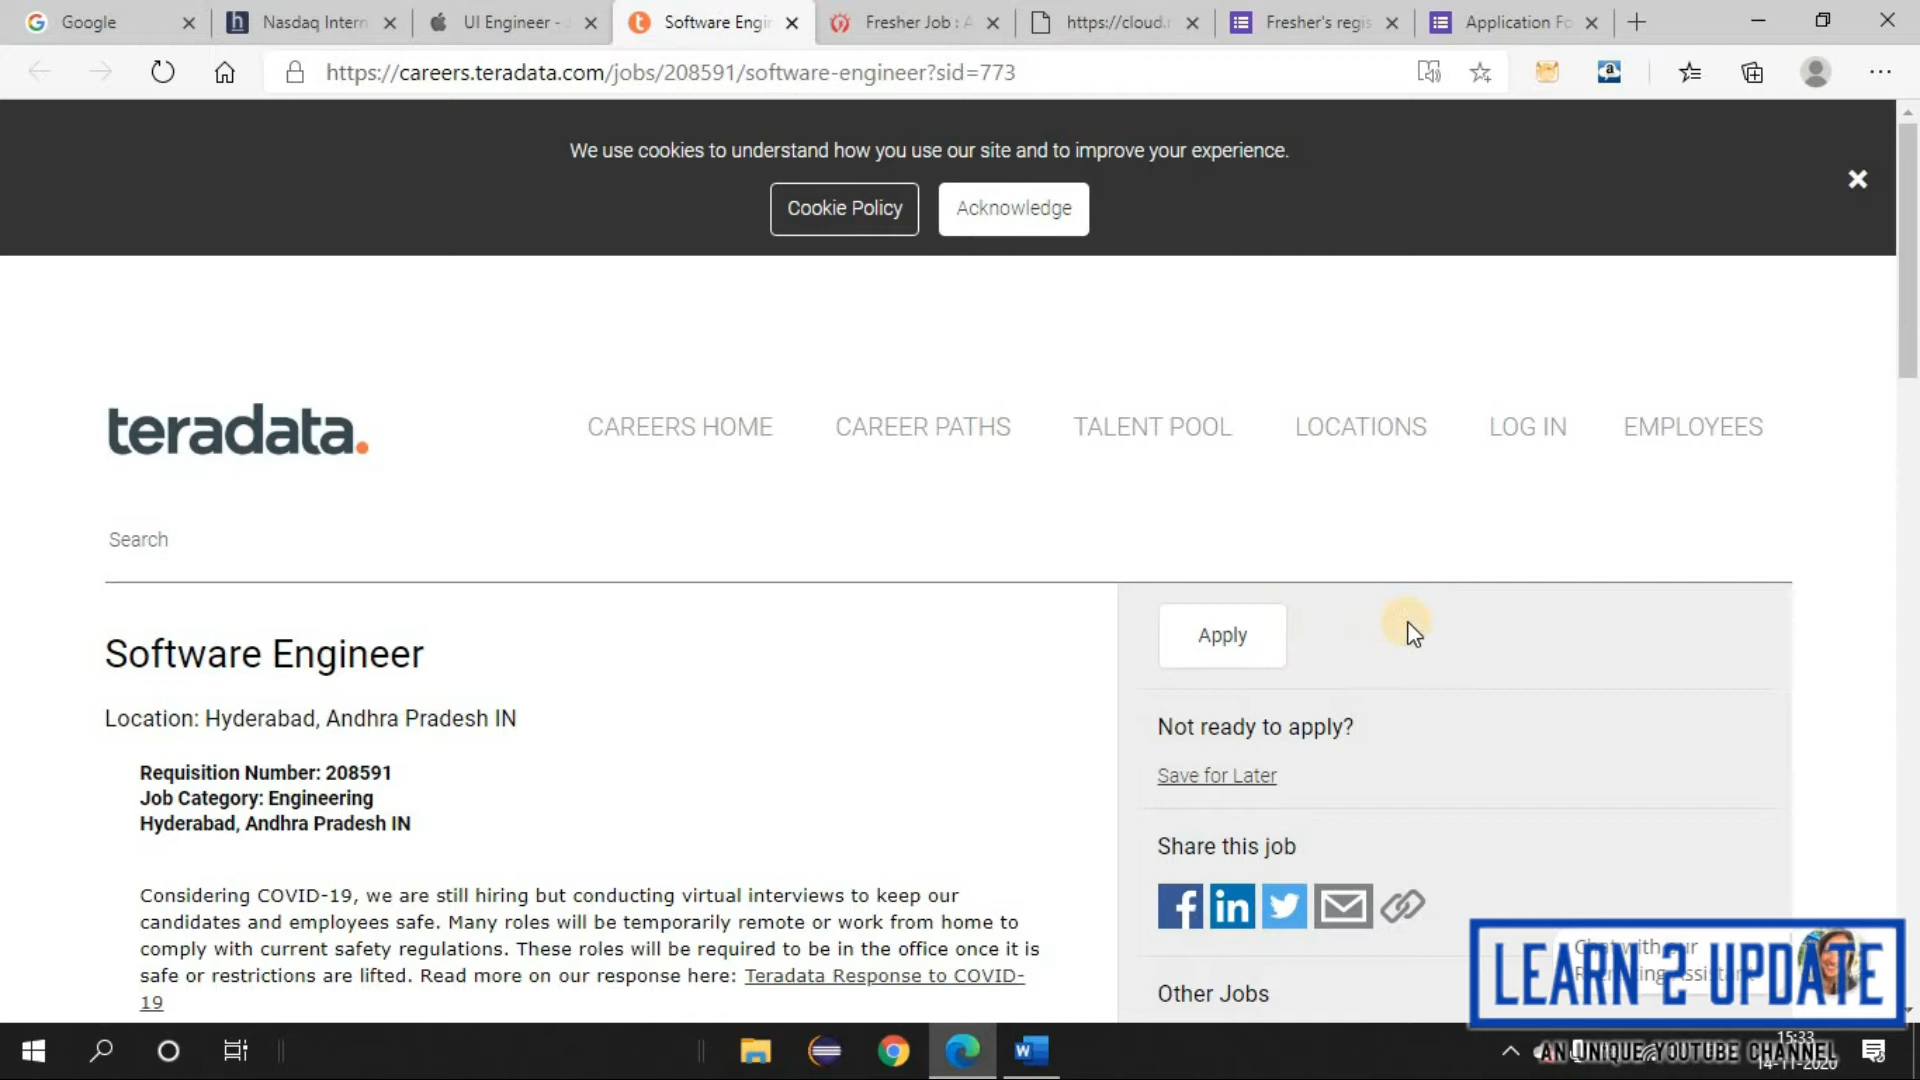 Google
Nasdaq Intern
UI Engineer -
Software Engir
Fresher Job : A
https://cloud.
Fresher's regis
Application Fo
https://careers.teradata.com/jobs/208591/software-engineer?sid=773
We use cookies to understand how you use our site and to improve your experience.
Cookie Policy
Acknowledge
teradata.
CAREERS HOME
CAREER PATHS
TALENT POOL
LOCATIONS
LOG IN
EMPLOYEES
Search
Software Engineer
Location: Hyderabad, Andhra Pradesh IN
Requisition Number: 208591
Job Category: Engineering
Hyderabad, Andhra Pradesh IN
Considering COVID-19, we are still hiring but conducting virtual interviews to keep our
candidates and employees safe. Many roles will be temporarily remote or work from home to
comply with current safety regulations. These roles will be required to be in the office once it is
safe or restrictions are lifted. Read more on our response here: Teradata Response to COVID-
19
Apply
Not ready to apply?
Save for Later
Share this job
Other Jobs
Chat with our
LEARN 2 UPDATE
AN UNIQUE YOUTUBE CHANNEL
15:33
14-11-2020